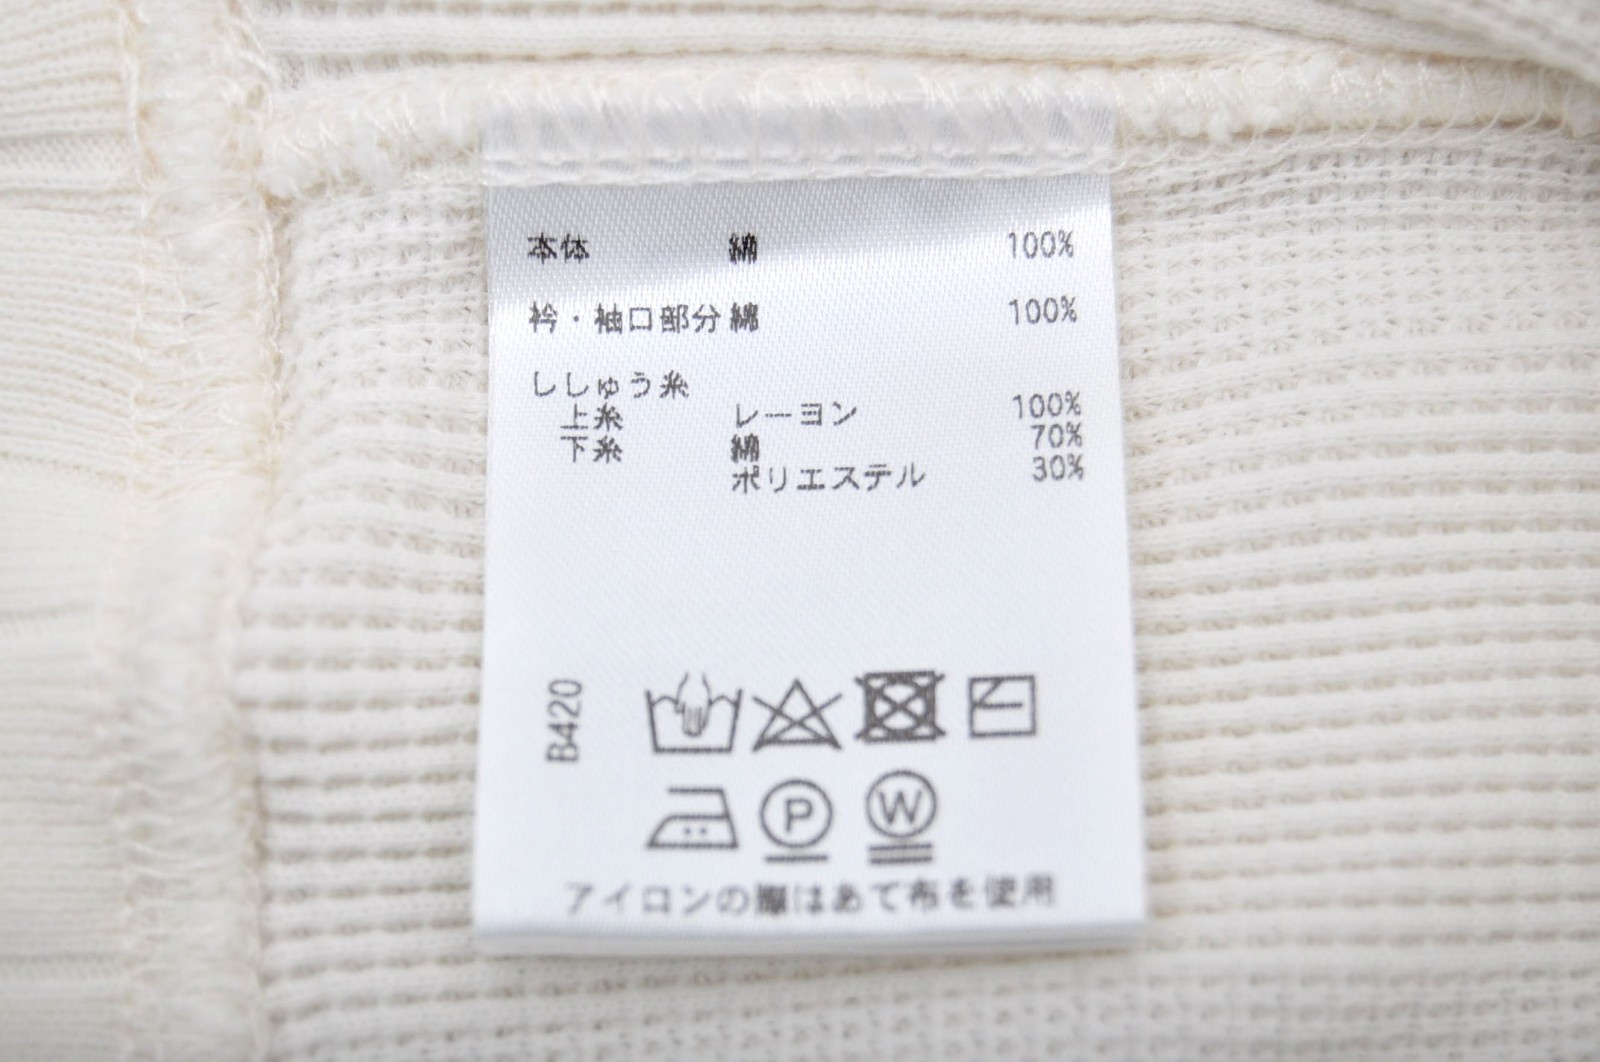 本体 綿 100%
衿・袖口部分 綿 100%
ししゅう糸
上糸 レーヨン 100%
下糸 綿 70%
ポリエステル 30%
B420
P W
アイロンの際はあて布を使用